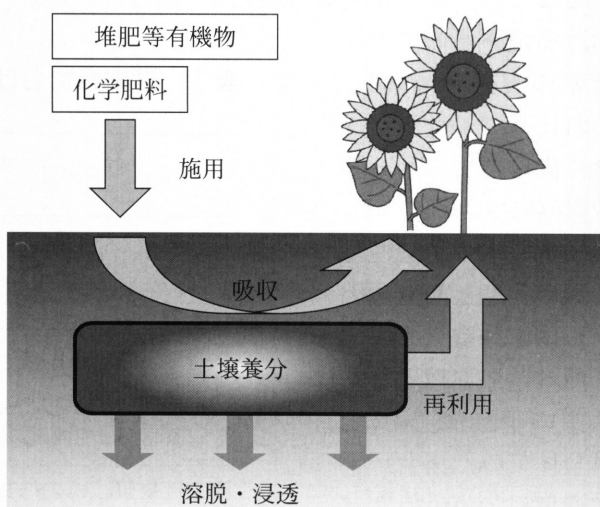 堆肥等有機物
化学肥料
施用
吸収
土壌養分
再利用
溶脱・浸透